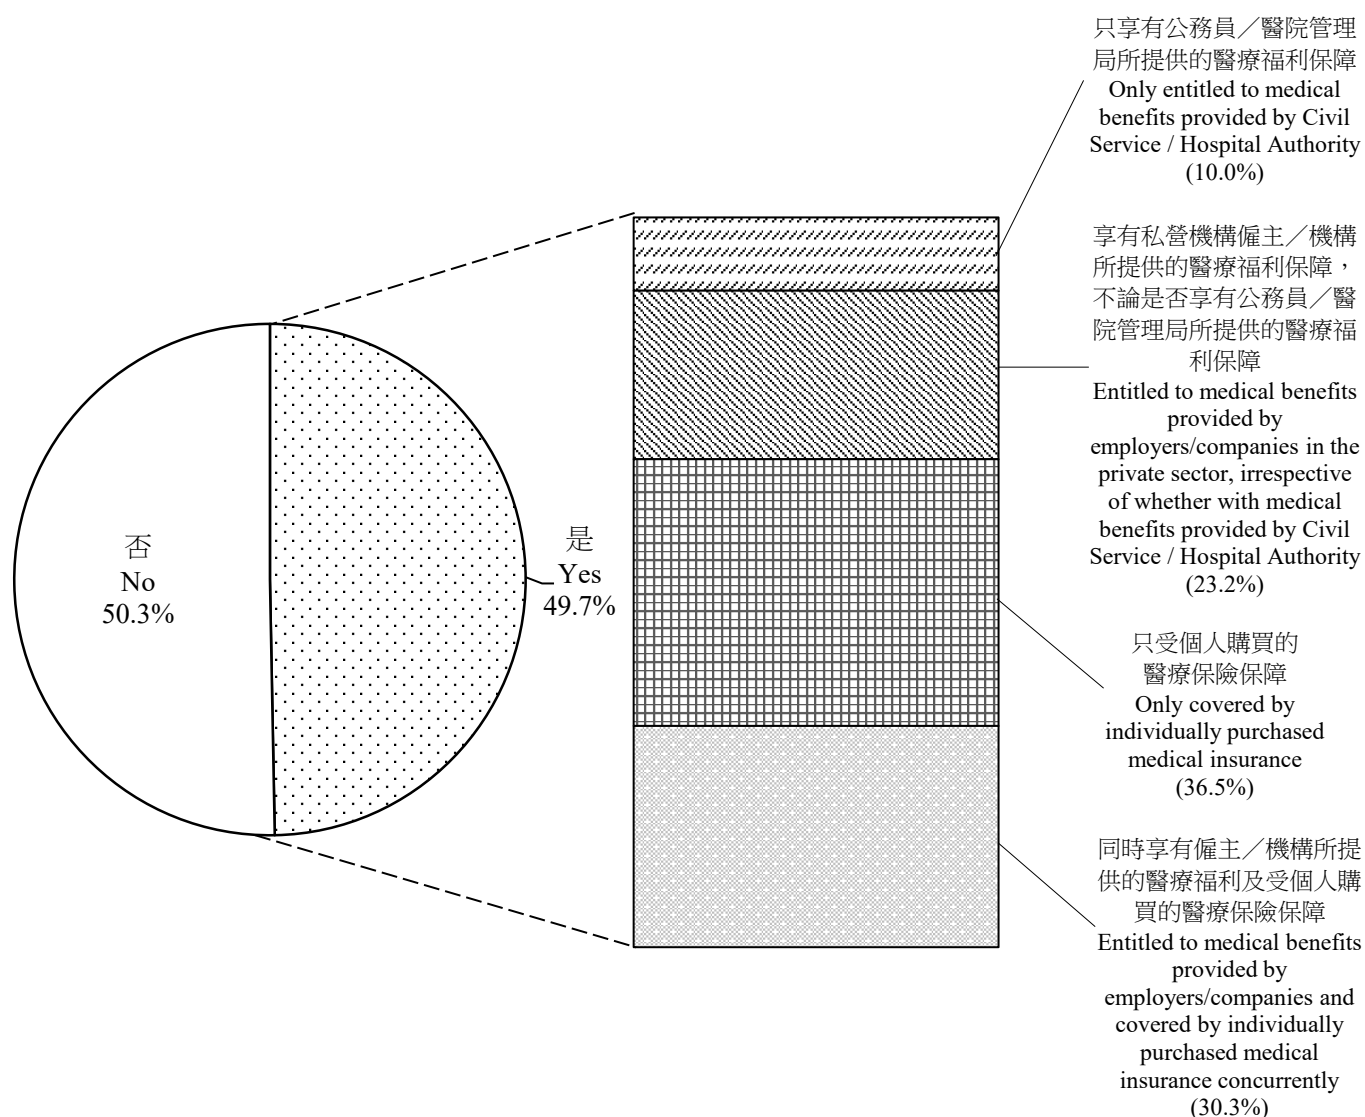 只享有公務員／醫院管理
局所提供的醫療福利保障
Only entitled to medical
benefits provided by Civil
Service / Hospital Authority
(10.0%)
享有私營機構僱主／機構
所提供的醫療福利保障，
不論是否享有公務員／醫
院管理局所提供的醫療福
利保障
Entitled to medical benefits
provided by
employers/companies in the
private sector, irrespective
of whether with medical
benefits provided by Civil
Service / Hospital Authority
(23.2%)
否
No
50.3%
是
Yes
49.7%
只受個人購買的
醫療保險保障
Only covered by
individually purchased
medical insurance
(36.5%)
同時享有僱主／機構所提
供的醫療福利及受個人購
買的醫療保險保障
Entitled to medical benefits
provided by
employers/companies and
covered by individually
purchased medical
insurance concurrently
(30.3%)